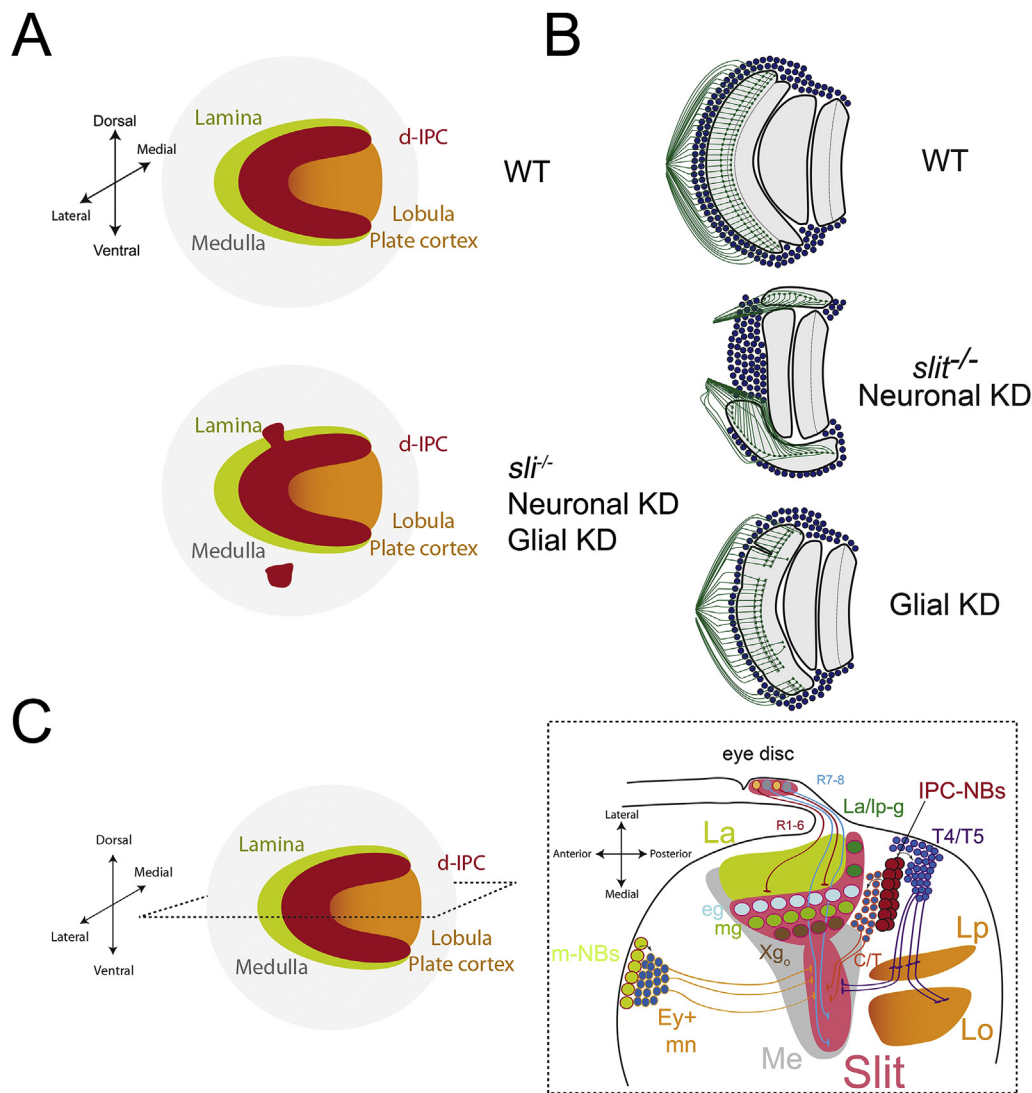 A
Dorsal
Medial
Lateral
Ventral
Lamina
d-IPC
Medulla
Lobula
Plate cortex
WT
Lamina
d-IPC
Medulla
Lobula
Plate cortex
sli-/-
Neuronal KD
Glial KD
B
WT
slit-/-
Neuronal KD
Glial KD
C
Dorsal
Medial
Lateral
Ventral
Lamina
d-IPC
Medulla
Lobula
Plate cortex
eye disc
R7-8
La/lp-g
IPC-NBs
T4/T5
Lateral
Anterior
Posterior
Medial
La
R1-6
eg
mg
Xgo
C/T
Lp
Lo
m-NBs
Ey+
mn
Me
Slit